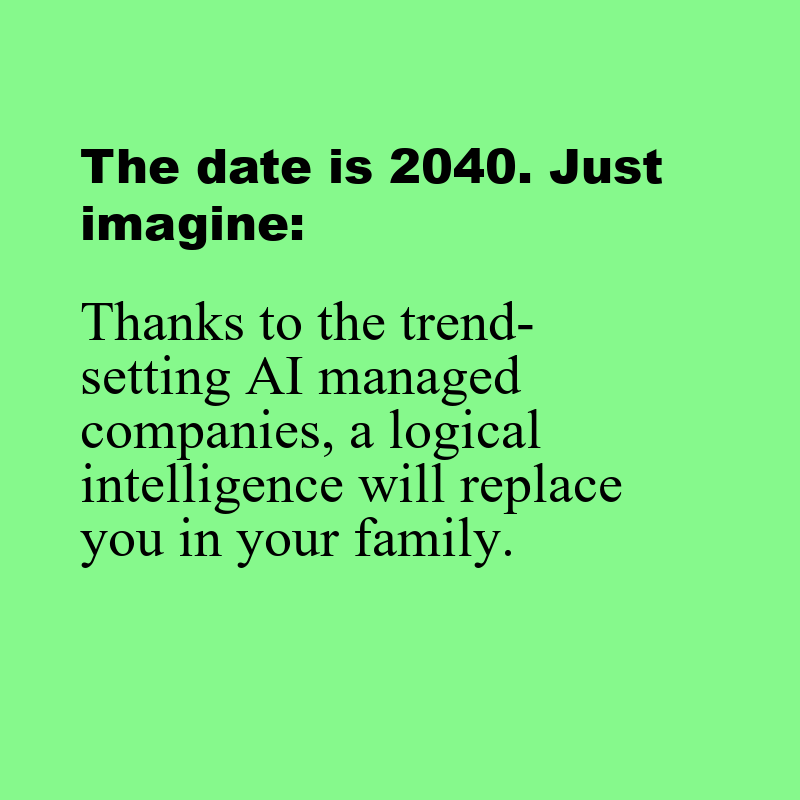 The date is 2040. Just
imagine:
Thanks to the trend-
setting AI managed
companies, a logical
intelligence will replace
you in your family.